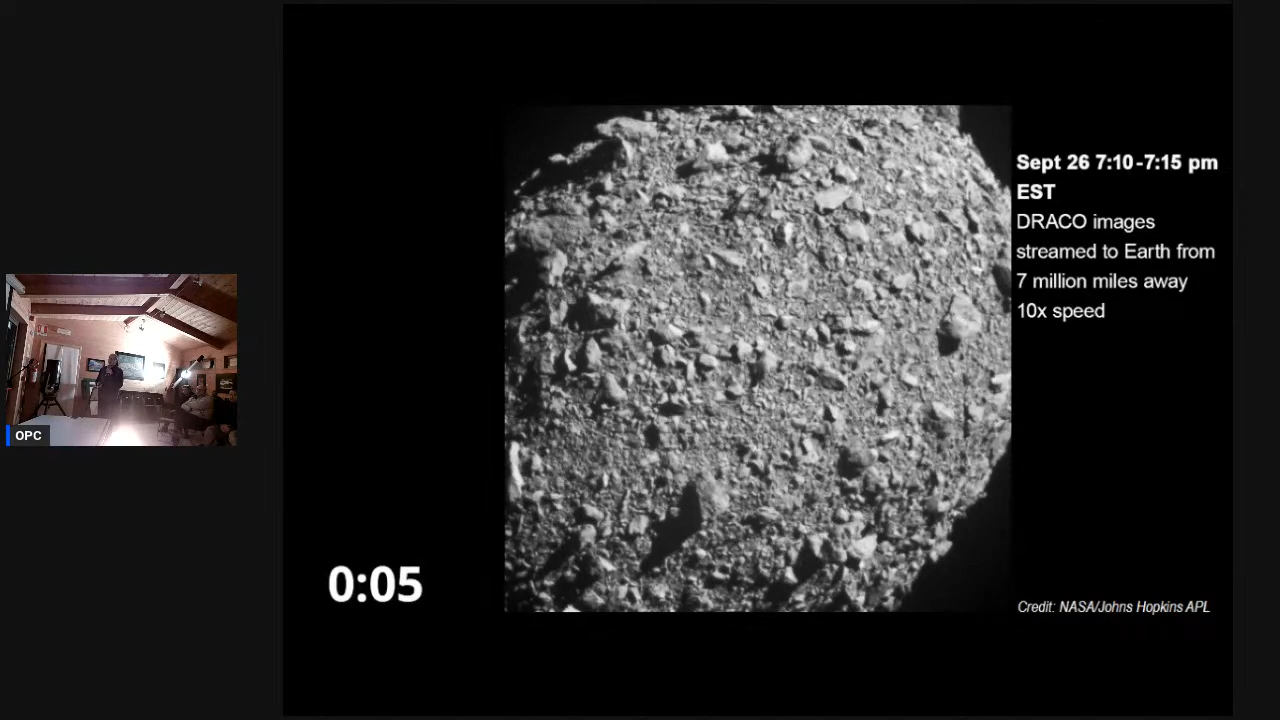 Sept 26 7:10-7:15 pm
EST
DRACO images
streamed to Earth from
7 million miles away
10x speed
OPC
0:05
Credit: NASA/Johns Hopkins APL